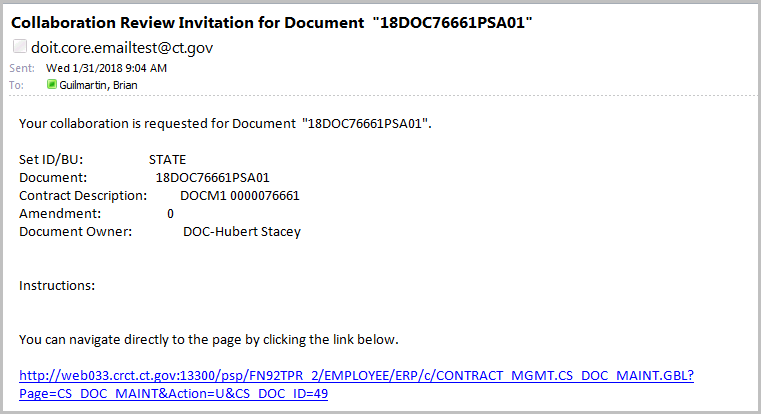 Collaboration Review Invitation for Document "18DOC76661PSA01"
doit.core.emailtest@ct.gov
Sent: Wed 1/31/2018 9:04 AM
To: Guilmartin, Brian
Your collaboration is requested for Document "18DOC76661PSA01".
Set ID/BU: STATE
Document: 18DOC76661PSA01
Contract Description: DOCM1 0000076661
Amendment: 0
Document Owner: DOC-Hubert Stacey
Instructions:
You can navigate directly to the page by clicking the link below.
http://web033.crct.ct.gov:13300/psp/FN92TPR_2/EMPLOYEE/ERP/c/CONTRACT_MGMT.CS_DOC_MAINT.GBL?
Page=CS_DOC_MAINT&Action=U&CS_DOC_ID=49